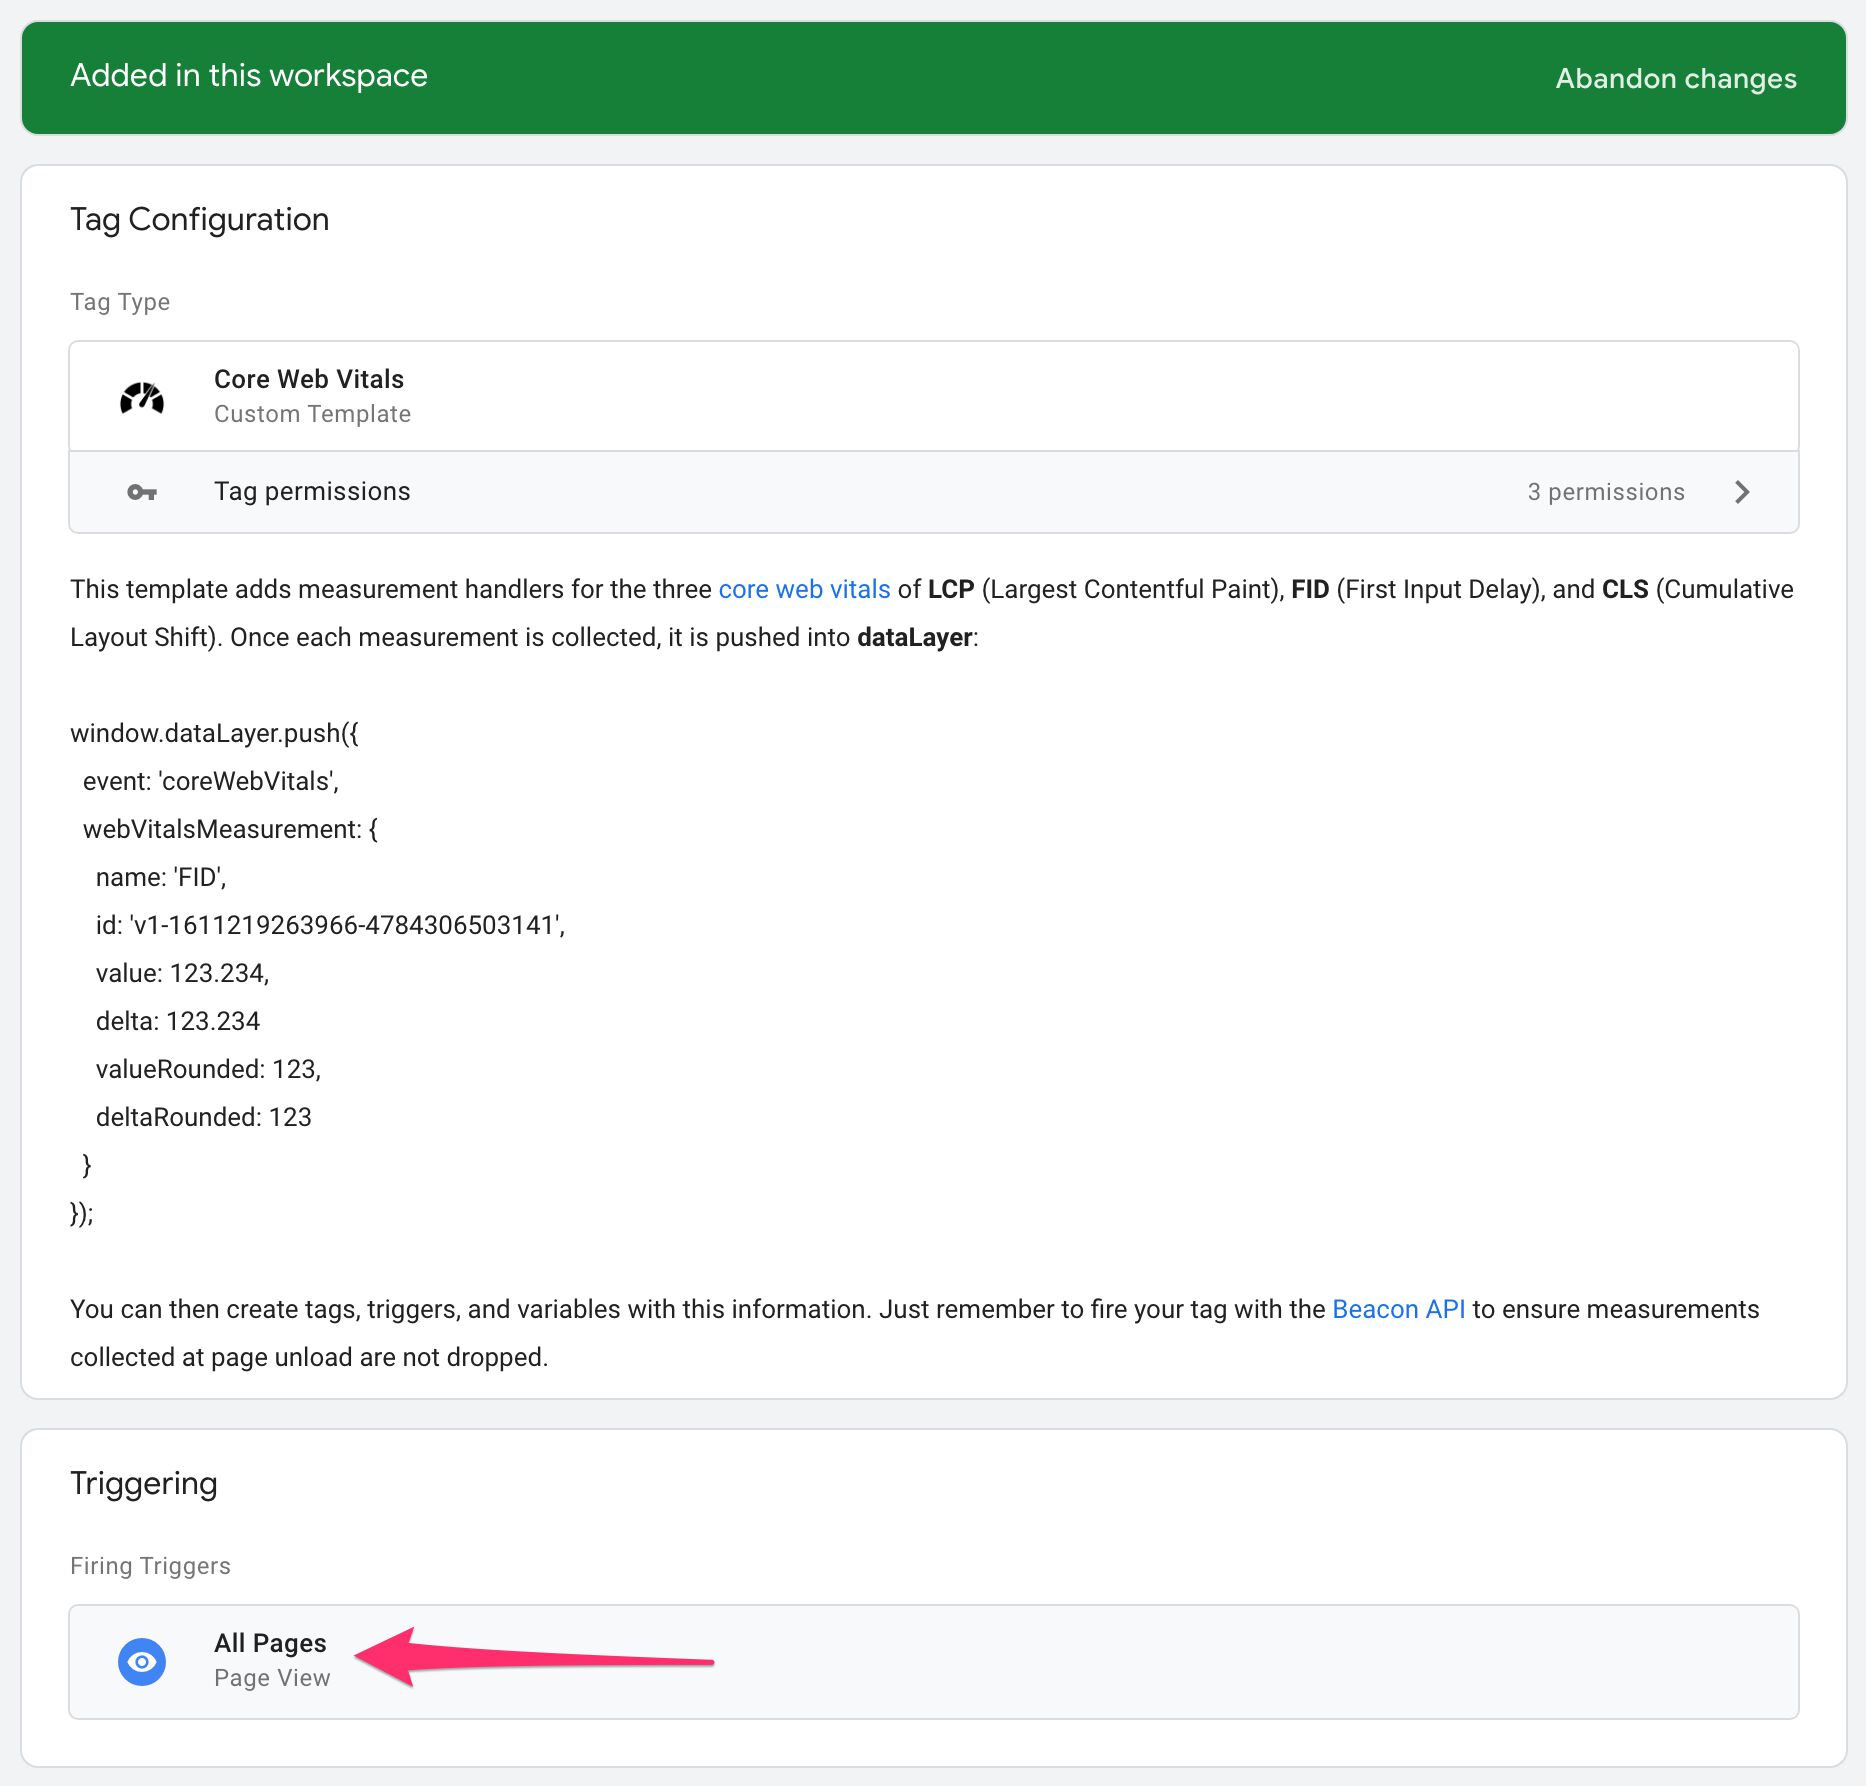 Added in this workspace
Abandon changes
Tag Configuration
Tag Type
Core Web Vitals
Custom Template
Tag permissions
3 permissions
This template adds measurement handlers for the three core web vitals of LCP (Largest Contentful Paint), FID (First Input Delay), and CLS (Cumulative
Layout Shift). Once each measurement is collected, it is pushed into dataLayer:
window.dataLayer.push({
event: 'coreWebVitals',
webVitalsMeasurement: {
name: 'FID',
id: 'v1-1611219263966-4784306503141',
value: 123.234,
delta: 123.234
valueRounded: 123,
deltaRounded: 123
}
});
You can then create tags, triggers, and variables with this information. Just remember to fire your tag with the Beacon API to ensure measurements
collected at page unload are not dropped.
Triggering
Firing Triggers
All Pages
Page View